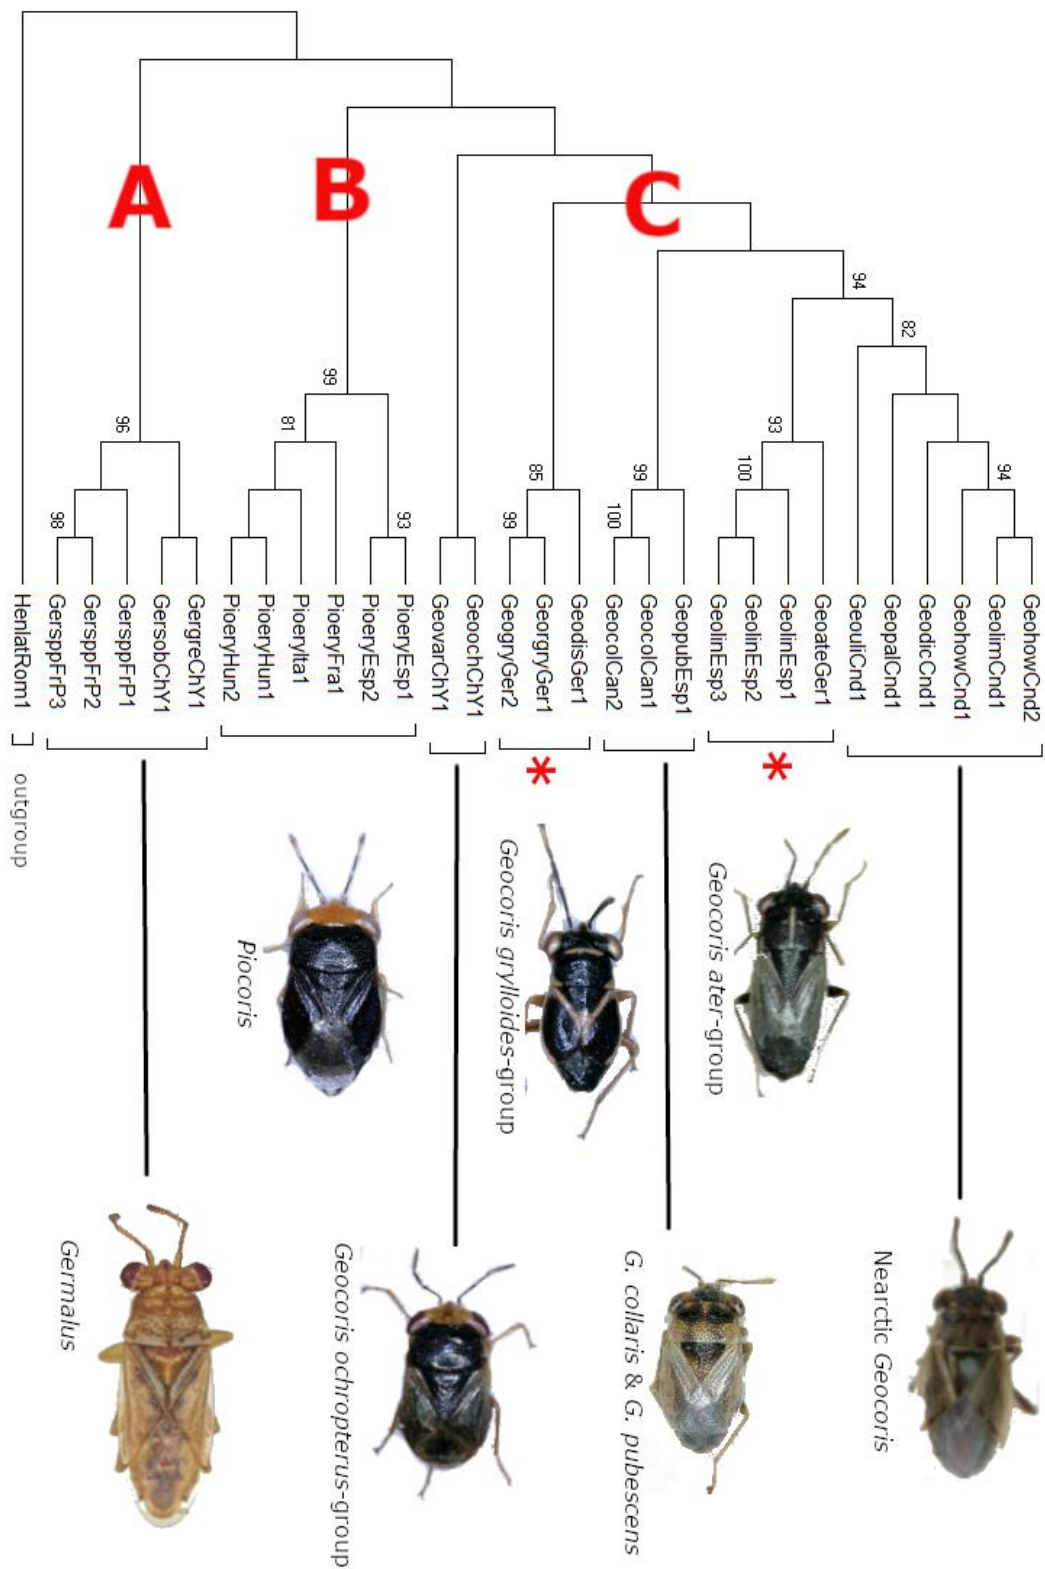 A
B
C
94
82
99
96
81
93
94
85
93
100
99
98
93
99
100
HenlatRom1
GersppFrP3
GersppFrP2
GersppFrP1
GersobChY1
GergreChY1
PioeryHun2
PioeryHun1
PioeryIta1
PioeryFra1
PioeryEsp2
PioeryEsp1
GeovarChY1
GeoochChY1
GeogryGer2
GeorgryGer1
GeodisGer1
GeocolCan2
GeocolCan1
GeopubEsp1
GeolinEsp3
GeolinEsp2
GeolinEsp1
GeoateGer1
GeouliCnd1
GeopalCnd1
GeodicCnd1
GeohowCnd1
GeolimCnd1
GeohowCnd2
*
*
outgroup
Piocoris
Geocoris grylloides-group
Geocoris ater-group
Germalus
Geocoris ochropterus-group
G. collaris & G. pubescens
Nearctic Geocoris